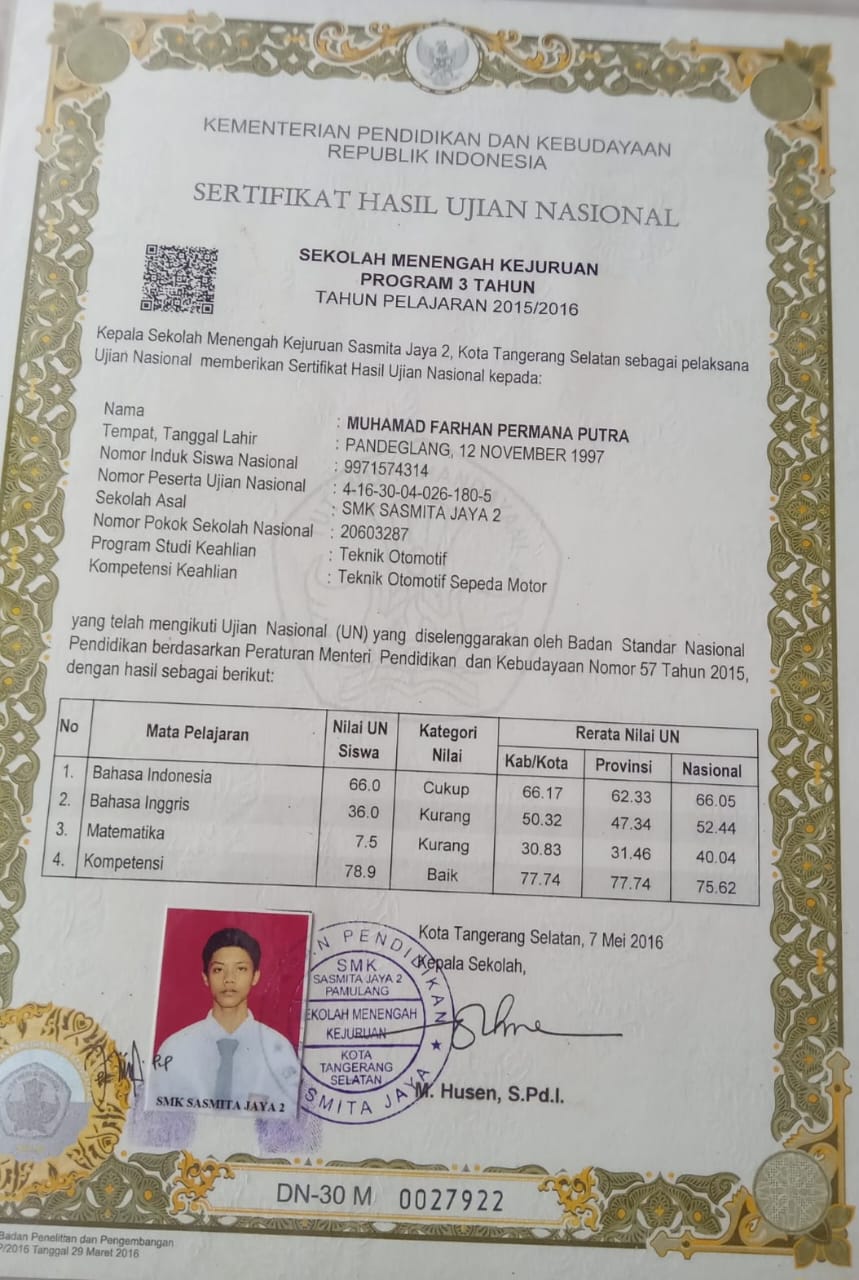 KEMENTERIAN PENDIDIKAN DAN KEBUDAYAAN
REPUBLIK INDONESIA
SERTIFIKAT HASIL UJIAN NASIONAL
SEKOLAH MENENGAH KEJURUAN
PROGRAM 3 TAHUN
TAHUN PELAJARAN 2015/2016
Kepala Sekolah Menengah Kejuruan Sasmita Jaya 2, Kota Tangerang Selatan sebagai pelaksana
Ujian Nasional memberikan Sertifikat Hasil Ujian Nasional kepada:
Nama : MUHAMAD FARHAN PERMANA PUTRA
Tempat, Tanggal Lahir : PANDEGLANG, 12 NOVEMBER 1997
Nomor Induk Siswa Nasional : 9971574314
Nomor Peserta Ujian Nasional : 4-16-30-04-026-180-5
Sekolah Asal : SMK SASMITA JAYA 2
Nomor Pokok Sekolah Nasional : 20603287
Program Studi Keahlian : Teknik Otomotif
Kompetensi Keahlian : Teknik Otomotif Sepeda Motor
yang telah mengikuti Ujian Nasional (UN) yang diselenggarakan oleh Badan Standar Nasional
Pendidikan berdasarkan Peraturan Menteri Pendidikan dan Kebudayaan Nomor 57 Tahun 2015,
dengan hasil sebagai berikut:
No Mata Pelajaran Nilai UN Siswa Kategori Nilai Rerata Nilai UN
Kab/Kota Provinsi Nasional
1. Bahasa Indonesia 66.0 Cukup 66.17 62.33 66.05
2. Bahasa Inggris 36.0 Kurang 50.32 47.34 52.44
3. Matematika 7.5 Kurang 30.83 31.46 40.04
4. Kompetensi 78.9 Baik 77.74 77.74 75.62
Kota Tangerang Selatan, 7 Mei 2016
Kepala Sekolah,
N PENDIDIKAN
SMK
SASMITA JAYA 2
PAMULANG
EKOLAH MENENGAH
KEJURUAN
KOTA
TANGERANG
SELATAN
SMITA JAYA
M. Husen, S.Pd.I.
SMK SASMITA JAYA 2
DN-30 M 0027922
Badan Penelitian dan Pengembangan
P/2016 Tanggal 29 Maret 2016